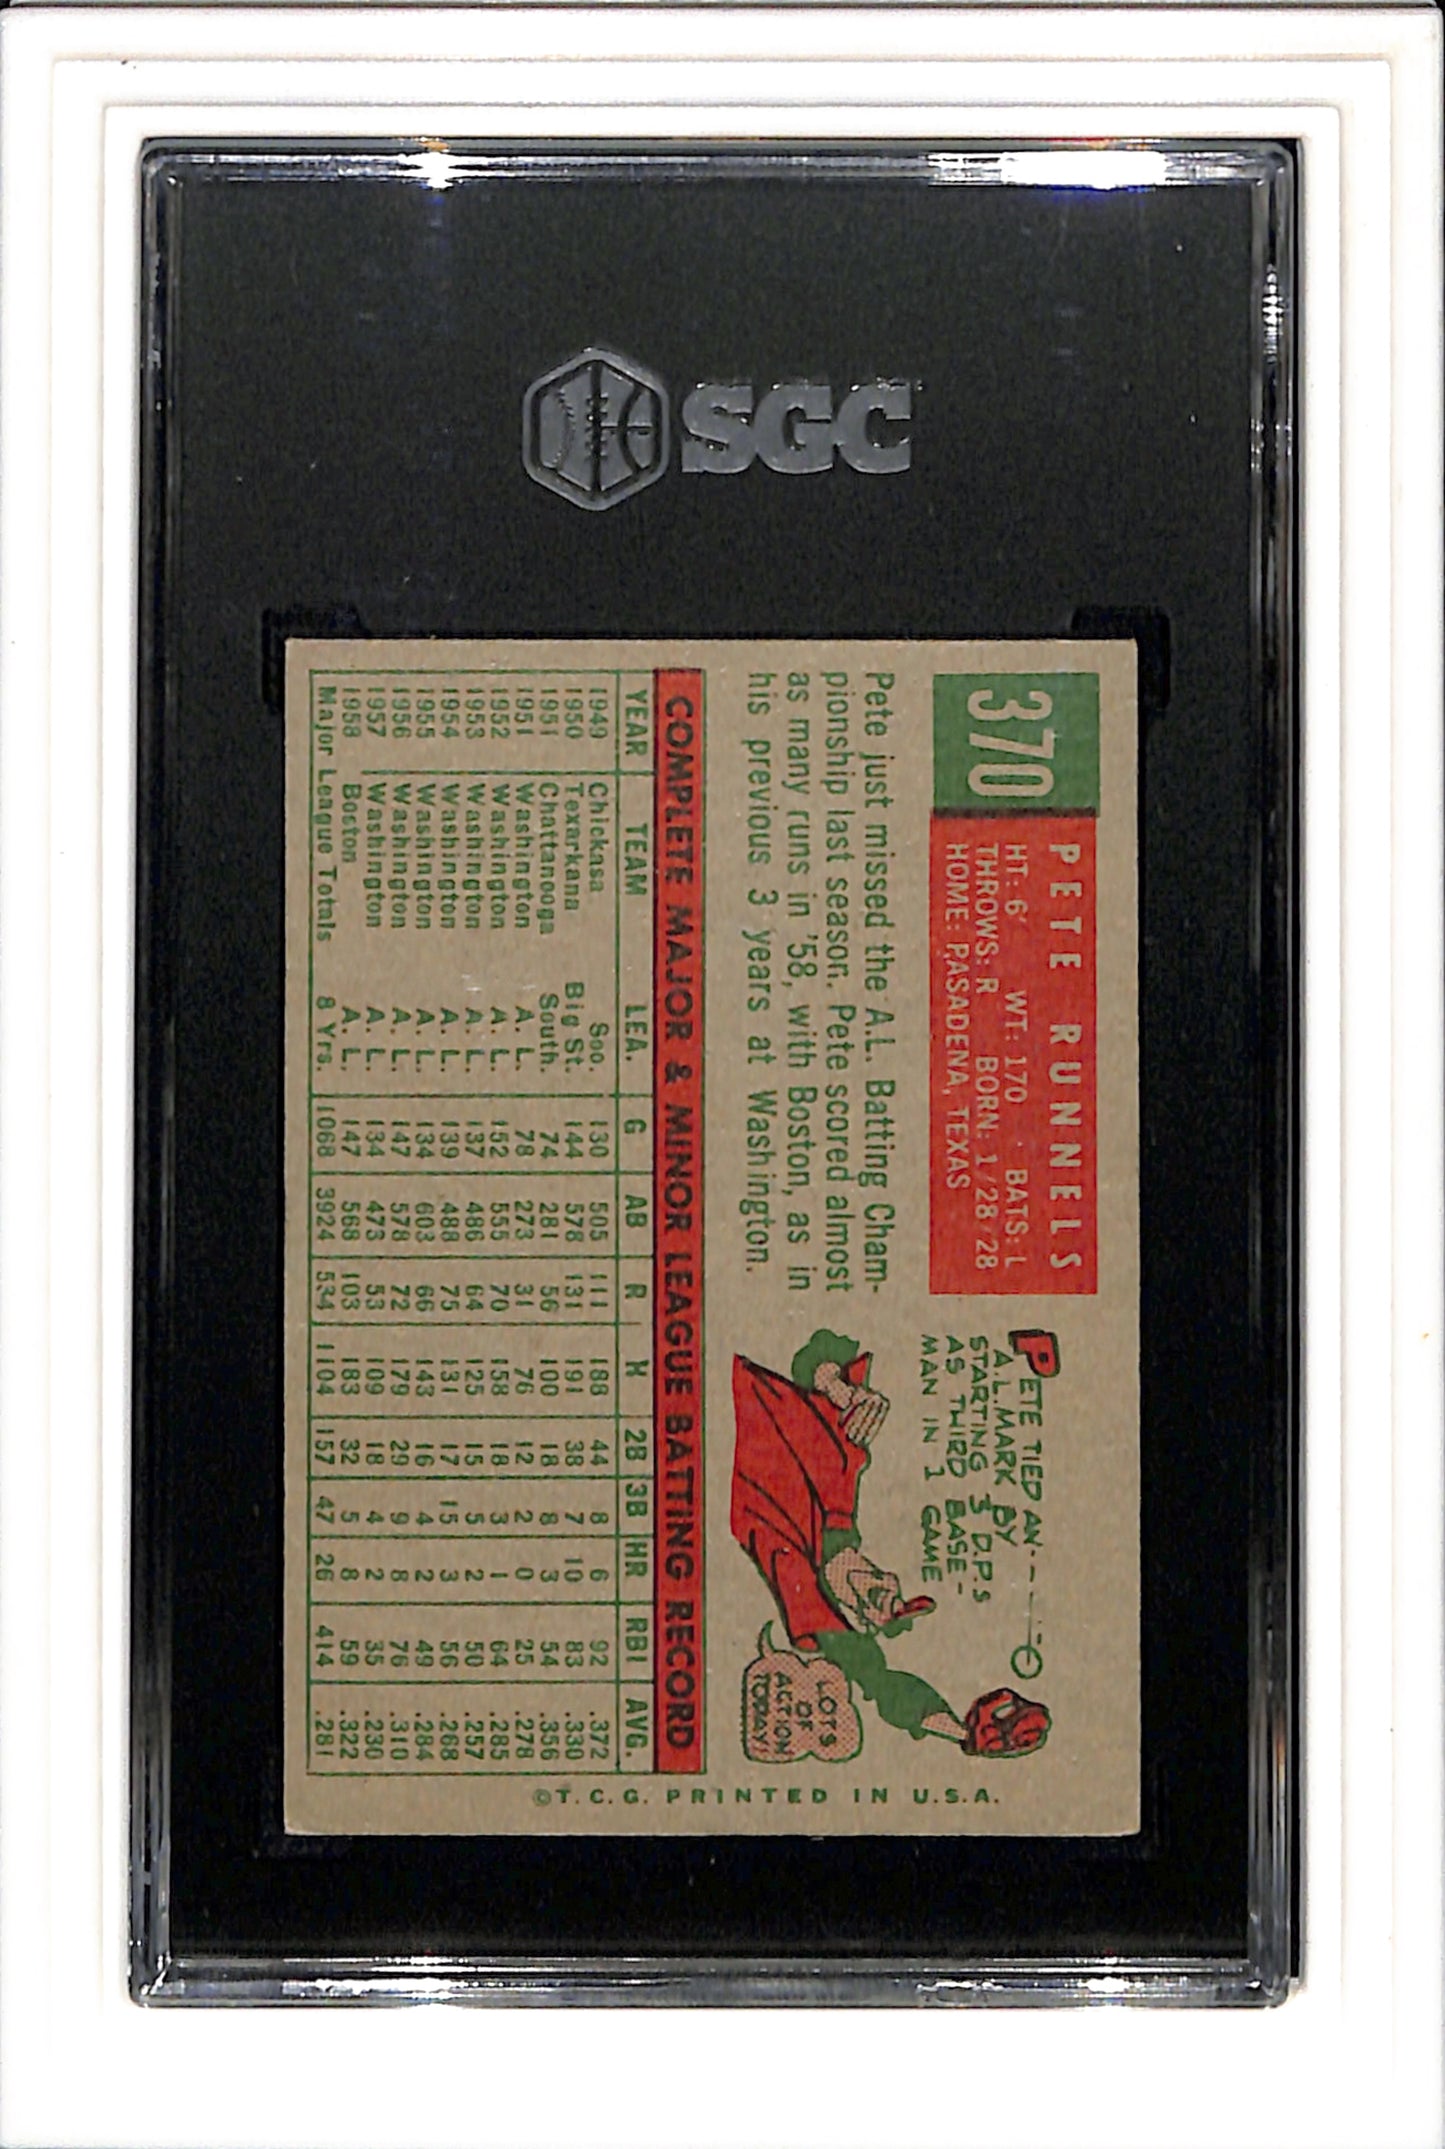 SGC
370
PETE RUNNELS
HT: 6' WT: 170 BATS: L
THROWS: R BORN: 1/28/28
HOME: PASADENA, TEXAS
Pete just missed the A.L. Batting Cham-
pionship last season. Pete scored almost
as many runs in '58, with Boston, as in
his previous 3 years at Washington.
PETE TIED AN
A.L. MARK BY
STARTING 3 D.P.S
AS THIRD BASE-
MAN IN 1 GAME
LOTS
OF
ACTION
TODAY!
COMPLETE MAJOR & MINOR LEAGUE BATTING RECORD
YEAR TEAM LEA. G AB R H 2B 3B HR RBI AVG.
1949 Chickasa Soo. 130 505 111 188 44 8 6 92 .372
1950 Texarkana Big St. 144 578 131 191 38 7 10 83 .330
1951 Chattanooga South. 74 281 56 100 18 8 3 54 .356
1951 Washington A. L. 78 273 31 76 12 2 0 25 .278
1952 Washington A. L. 152 555 70 158 18 3 1 64 .285
1953 Washington A. L. 137 486 64 125 15 5 2 50 .257
1954 Washington A. L. 139 488 75 131 17 15 3 56 .268
1955 Washington A. L. 134 603 66 143 16 4 2 49 .284
1956 Washington A. L. 147 578 72 179 29 9 8 76 .310
1957 Washington A. L. 134 473 53 109 18 4 2 35 .230
1958 Boston A. L. 147 568 103 183 32 5 8 59 .322
Major League Totals 8 Yrs. 1068 3924 534 1104 157 47 26 414 .281
©T.C.G. PRINTED IN U.S.A.